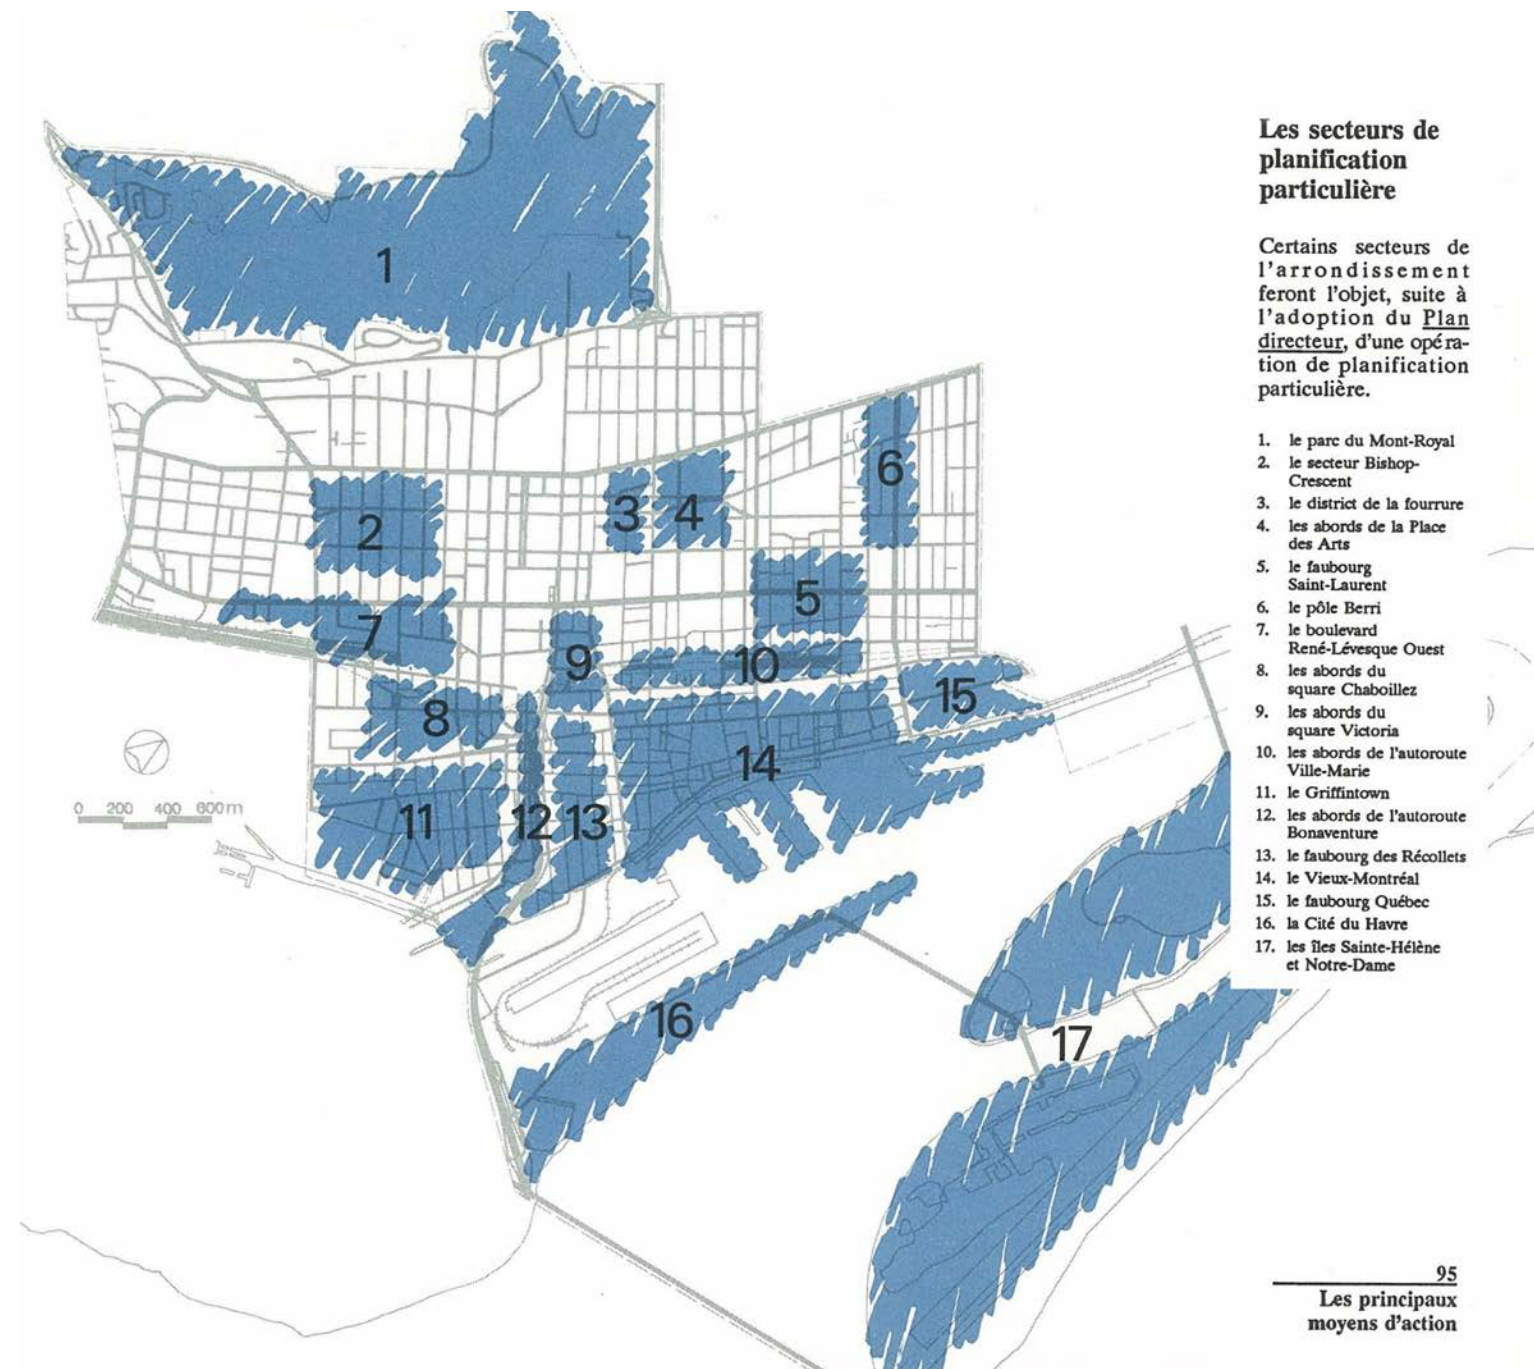 Les secteurs de
planification
particulière
Certains secteurs de
l'arrondissement
feront l'objet, suite à
l'adoption du Plan
directeur, d'une opéra-
tion de planification
particulière.
1. le parc du Mont-Royal
2. le secteur Bishop-
Crescent
3. le district de la fourrure
4. les abords de la Place
des Arts
5. le faubourg
Saint-Laurent
6. le pôle Berri
7. le boulevard
René-Lévesque Ouest
8. les abords du
square Chaboillez
9. les abords du
square Victoria
10. les abords de l'autoroute
Ville-Marie
11. le Griffintown
12. les abords de l'autoroute
Bonaventure
13. le faubourg des Récollets
14. le Vieux-Montréal
15. le faubourg Québec
16. la Cité du Havre
17. les îles Sainte-Hélène
et Notre-Dame
1
2
3
4
6
5
7
9
10
8
15
14
11
12
13
0 200 400 600m
16
17
95
Les principaux
moyens d'action